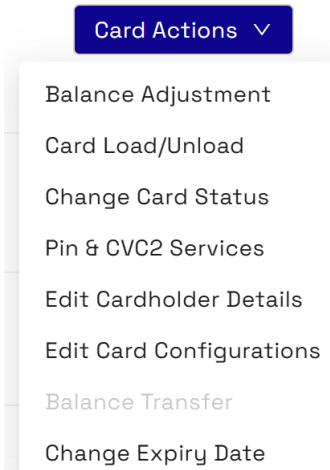 Card Actions
Balance Adjustment
Card Load/Unload
Change Card Status
Pin & CVC2 Services
Edit Cardholder Details
Edit Card Configurations
Balance Transfer
Change Expiry Date